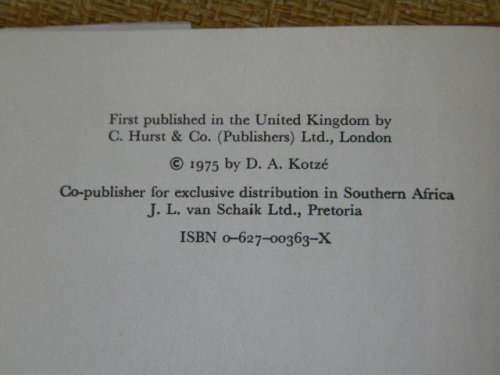 First published in the United Kingdom by
C. Hurst & Co. (Publishers) Ltd., London
© 1975 by D. A. Kotzé
Co-publisher for exclusive distribution in Southern Africa
J. L. van Schaik Ltd., Pretoria
ISBN 0–627–00363–X